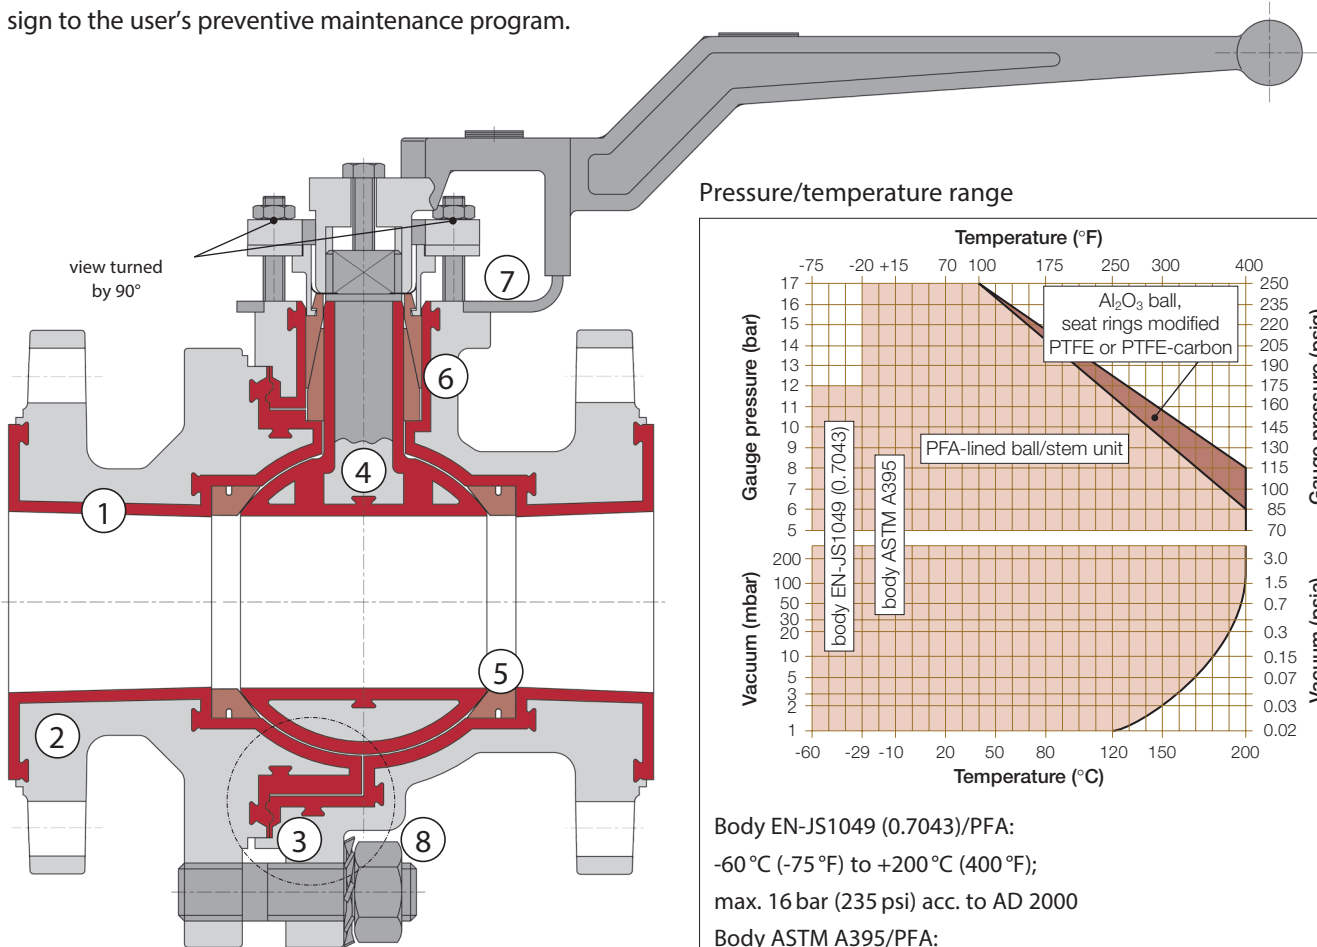 sign to the user's preventive maintenance program.
view turned
by 90°
1
2
3
4
5
6
7
8
Pressure/temperature range
Temperature (°F)
-75 -20 +15 70 100 175 250 300 400
Gauge pressure (bar)
17
16
15
14
13
12
11
10
9
8
7
6
5
250
235
220
205
190
175
160
145
130
115
100
85
70
Gauge pressure (psig)
Al₂O₃ ball,
seat rings modified
PTFE or PTFE-carbon
PFA-lined ball/stem unit
body EN-JS1049 (0.7043)
body ASTM A395
Vacuum (mbar)
200
100
50
30
20
10
5
3
2
1
3.0
1.5
0.7
0.3
0.15
0.07
0.03
0.02
Vacuum (psia)
-60 -29 -10 20 50 80 120 150 200
Temperature (°C)
Body EN-JS1049 (0.7043)/PFA:
-60 °C (-75 °F) to +200 °C (400 °F);
max. 16 bar (235 psi) acc. to AD 2000
Body ASTM A395/PFA: